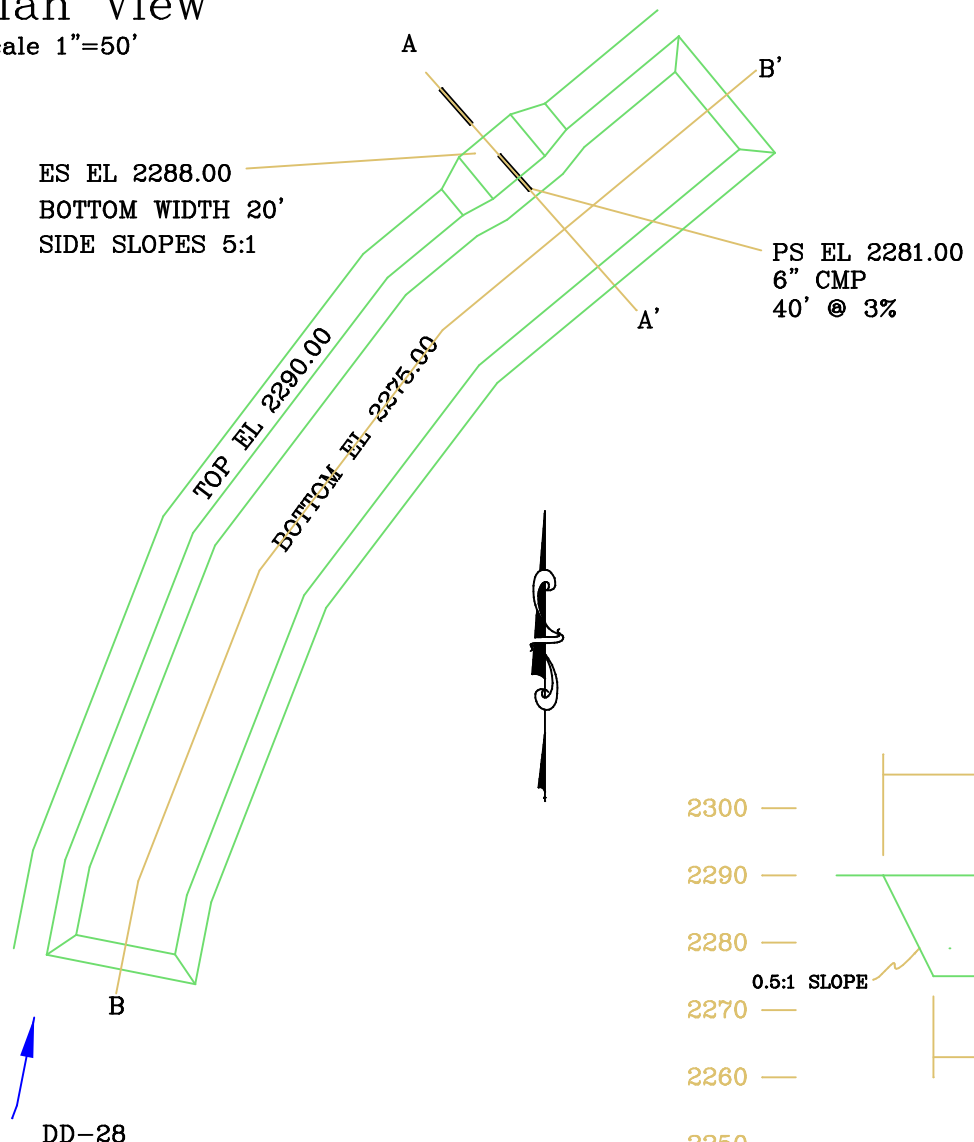 View
1"=50'
A
B'
ES EL 2288.00
BOTTOM WIDTH 20'
SIDE SLOPES 5:1
PS EL 2281.00
6" CMP
40' @ 3%
A'
TOP EL 2290.00
BOTTOM EL 2275.00
2300
2290
2280
0.5:1 SLOPE
2270
2260
B
DD-28